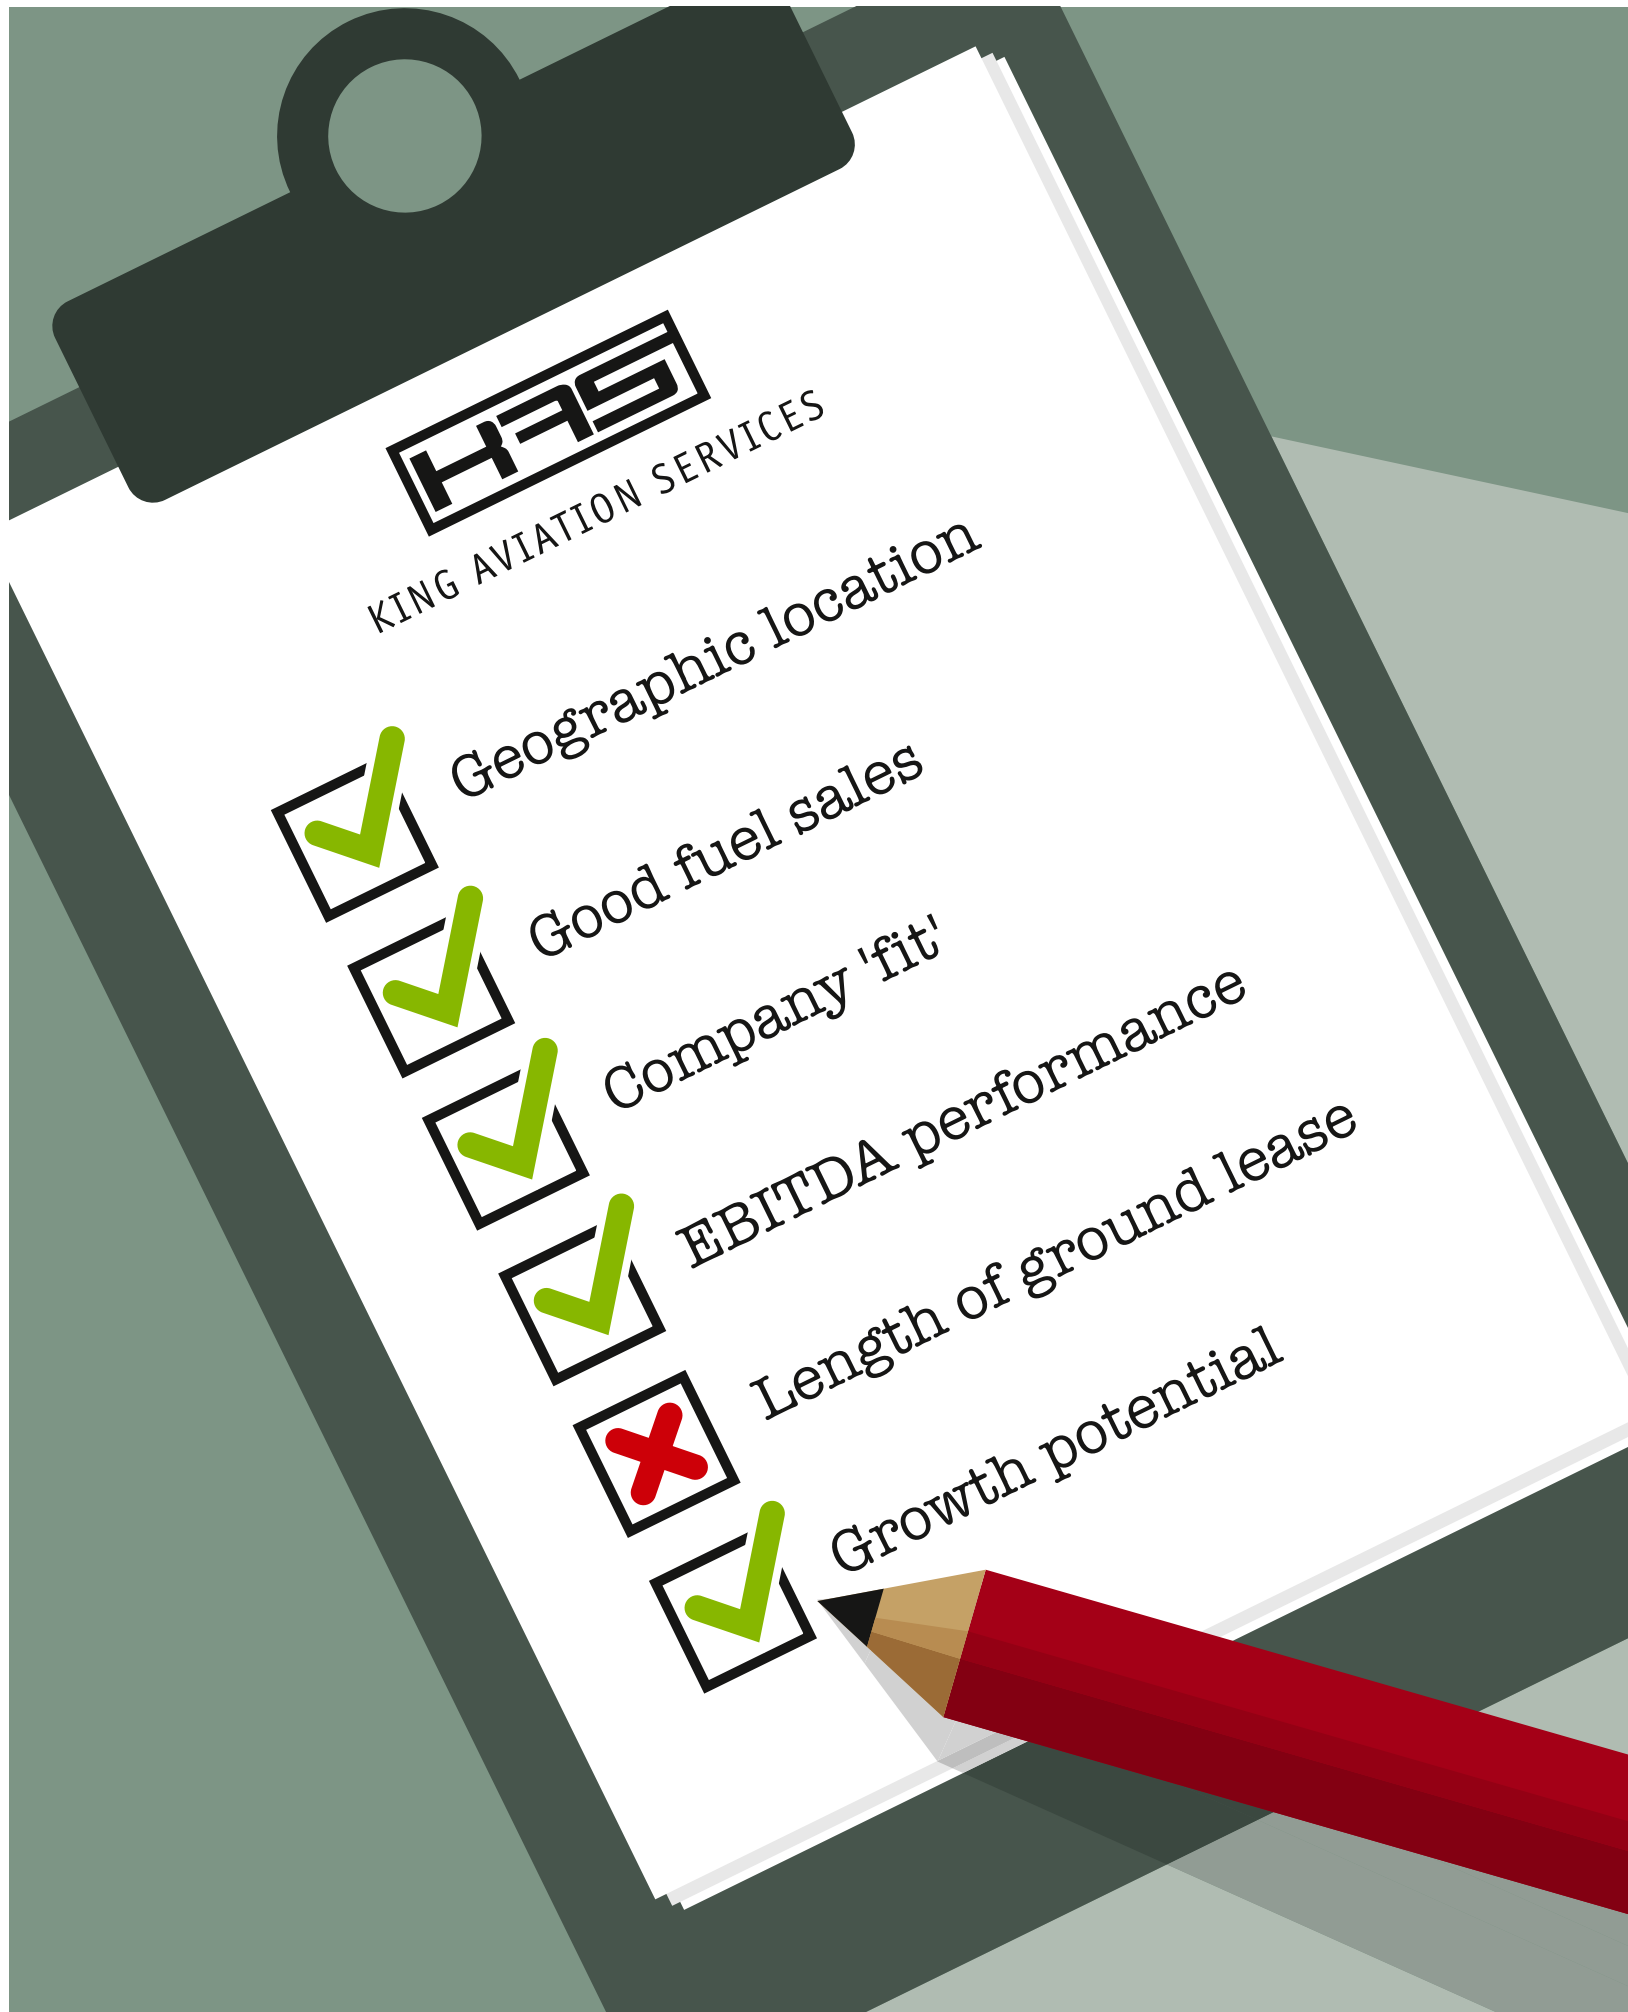 KAS
KING AVIATION SERVICES
Geographic location
Good fuel sales
Company 'fit'
EBITDA performance
Length of ground lease
Growth potential